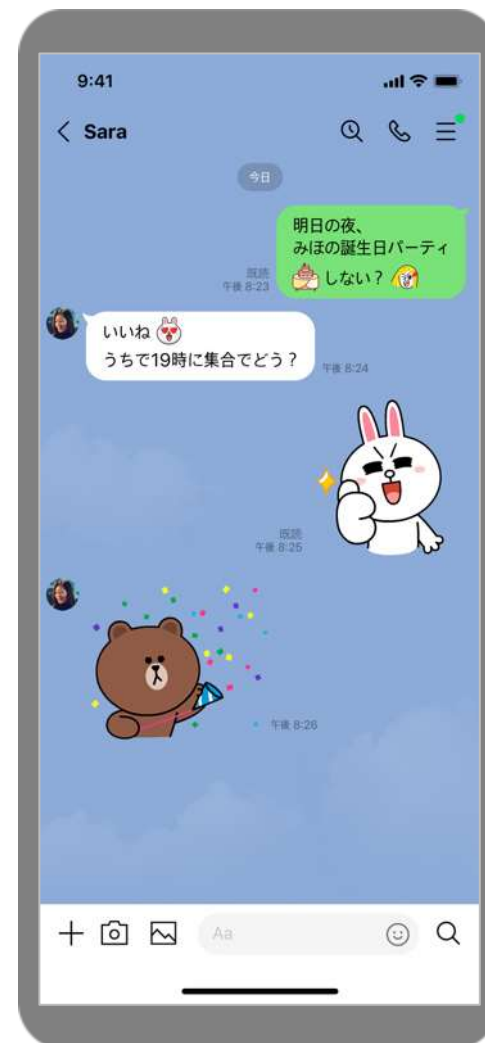 9:41
Sara
今日
明日の夜、
みほの誕生日パーティ
しない？
既読
午後 8:23
いいね
うちで19時に集合でどう？
午後 8:24
既読
午後 8:25
午後 8:26
Aa